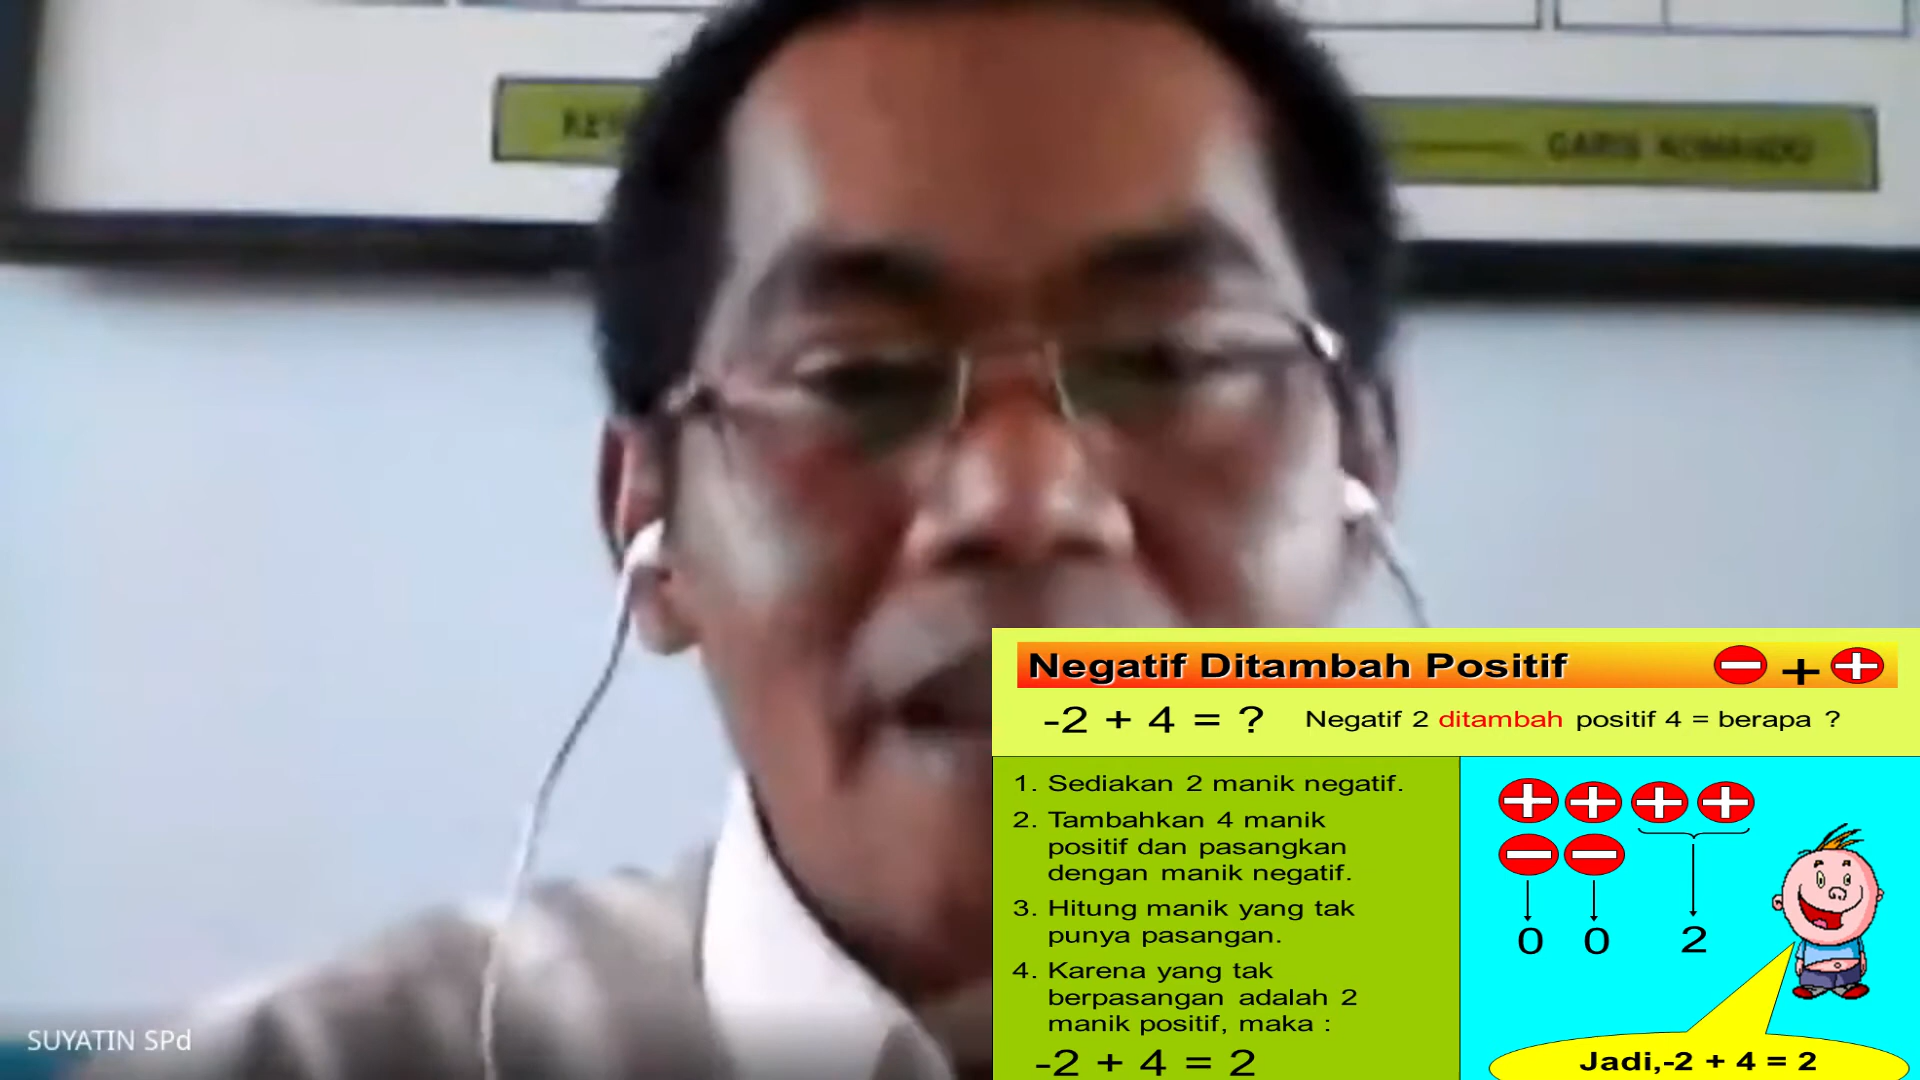 GARIS KOMANDO
Negatif Ditambah Positif
+
-2 + 4 = ?
Negatif 2 ditambah positif 4 = berapa ?
1. Sediakan 2 manik negatif.
2. Tambahkan 4 manik
positif dan pasangkan
dengan manik negatif.
3. Hitung manik yang tak
punya pasangan.
4. Karena yang tak
berpasangan adalah 2
manik positif, maka :
-2 + 4 = 2
0 0 2
Jadi,-2 + 4 = 2
SUYATIN SPd